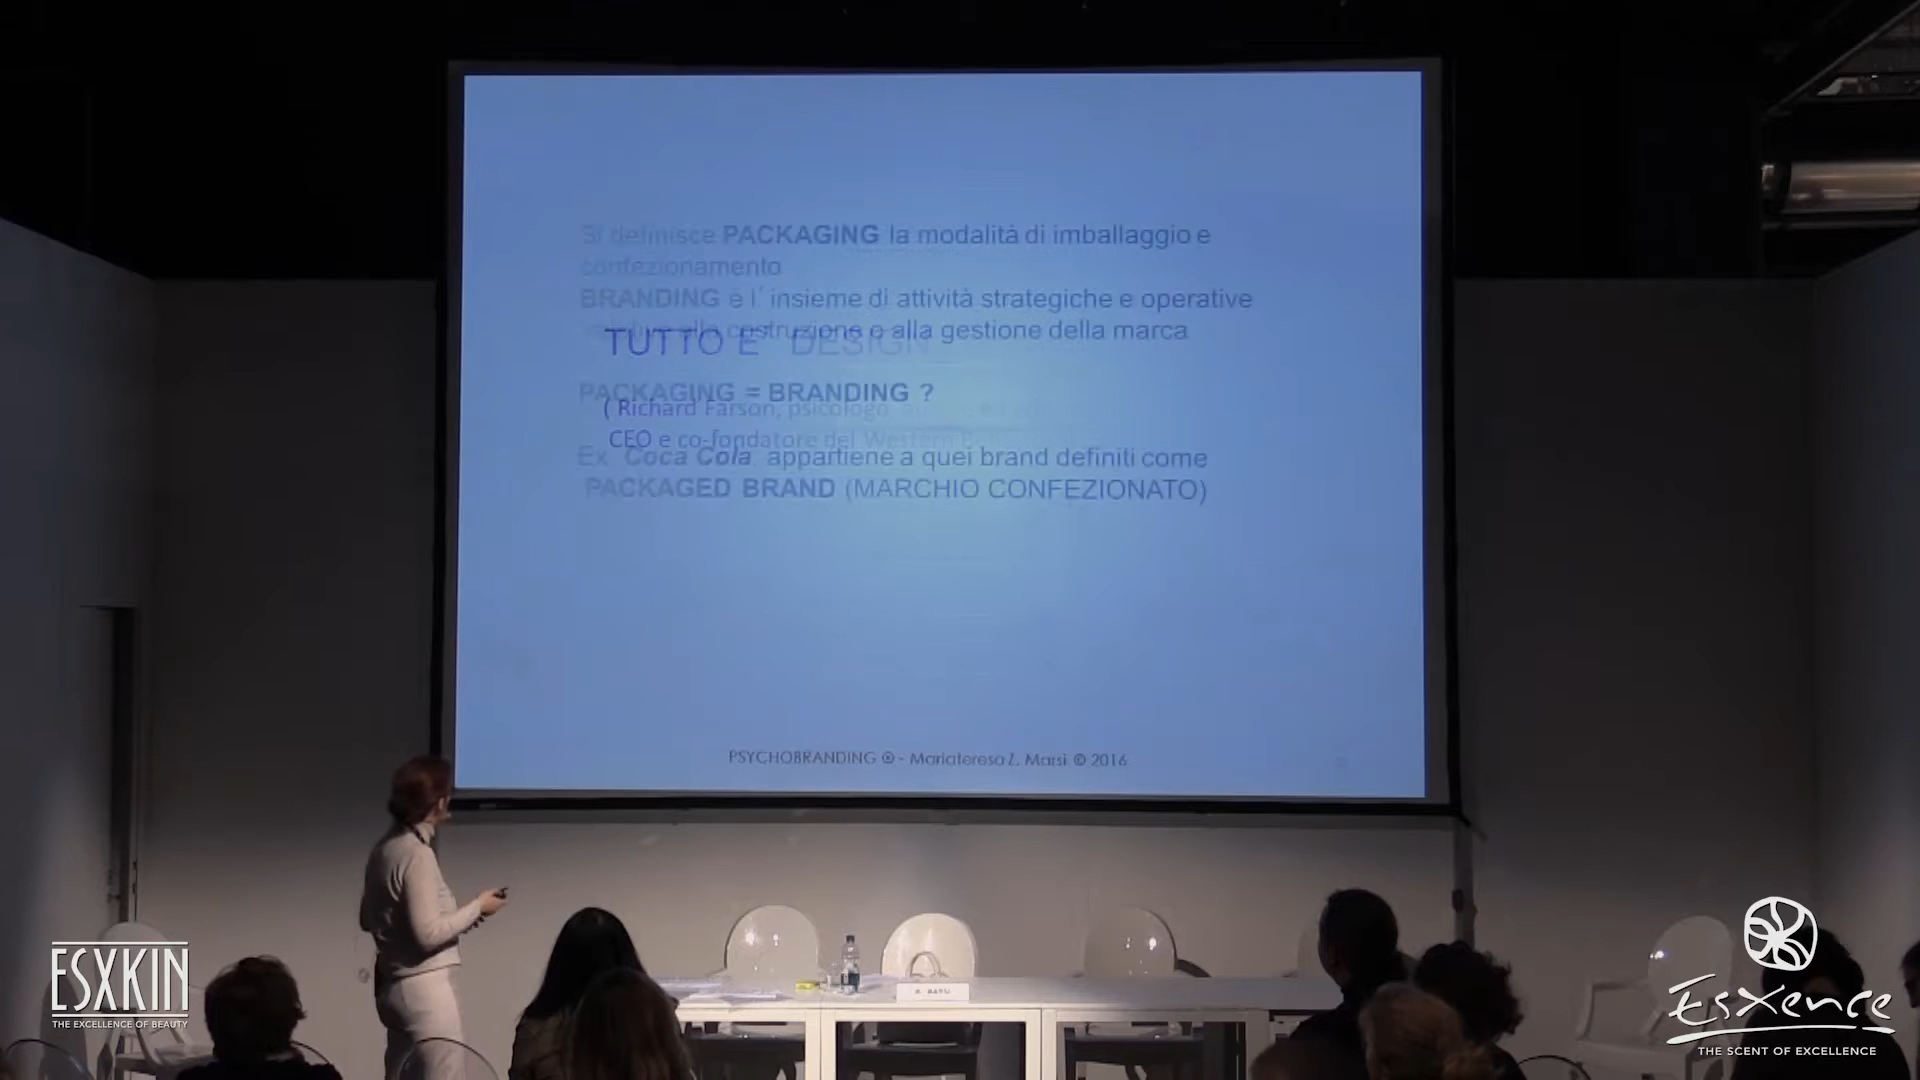 Si definisce PACKAGING la modalità di imballaggio e
confezionamento
BRANDING è l' insieme di attività strategiche e operative
alla costruzione o alla gestione della marca
TUTTO E' DESIGN
PACKAGING = BRANDING ?
( Richard Farson, psicologo,
CEO e co-fondatore del Western
Ex Coca Cola appartiene a quei brand definiti come
PACKAGED BRAND (MARCHIO CONFEZIONATO)
PSYCHOBRANDING ® - Mariateresa Z. Marsi © 2016
ESXKIN
THE EXCELLENCE OF BEAUTY
Esxence
THE SCENT OF EXCELLENCE